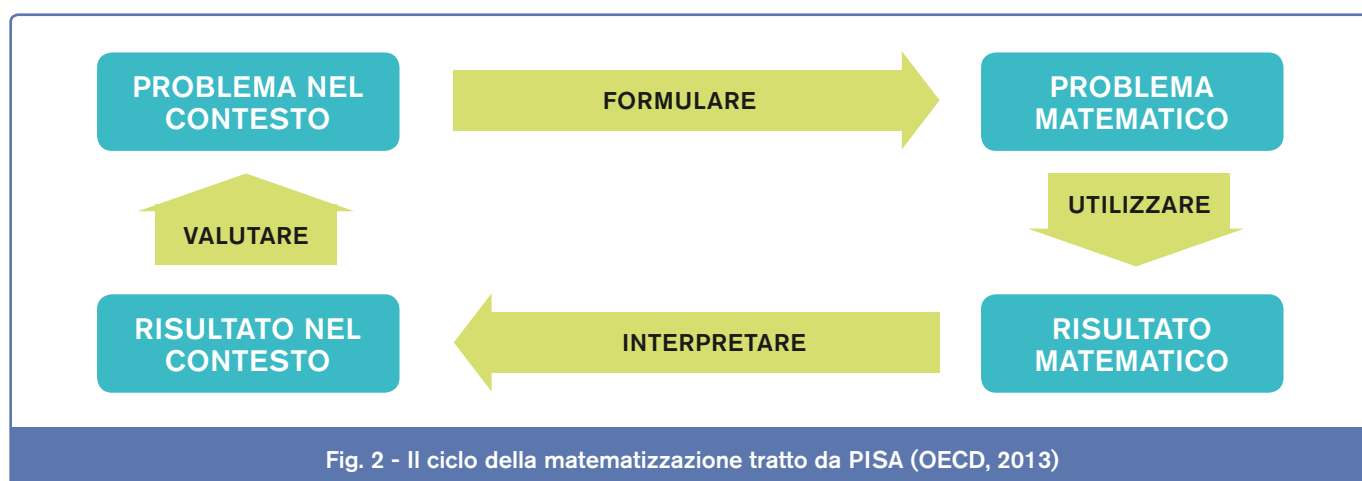 PROBLEMA NEL
CONTESTO
FORMULARE
PROBLEMA
MATEMATICO
VALUTARE
UTILIZZARE
RISULTATO NEL
CONTESTO
INTERPRETARE
RISULTATO
MATEMATICO
Fig. 2 - Il ciclo della matematizzazione tratto da PISA (OECD, 2013)